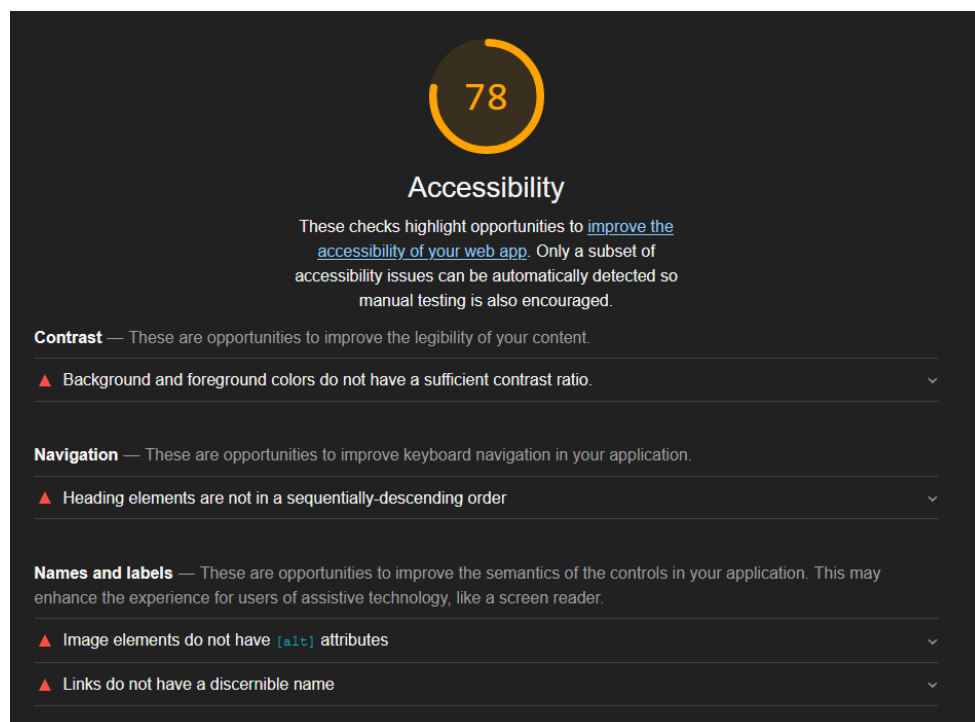 78
Accessibility
These checks highlight opportunities to improve the
accessibility of your web app. Only a subset of
accessibility issues can be automatically detected so
manual testing is also encouraged.
Contrast — These are opportunities to improve the legibility of your content.
Background and foreground colors do not have a sufficient contrast ratio.
Navigation — These are opportunities to improve keyboard navigation in your application.
Heading elements are not in a sequentially-descending order
Names and labels — These are opportunities to improve the semantics of the controls in your application. This may
enhance the experience for users of assistive technology, like a screen reader.
Image elements do not have [alt] attributes
Links do not have a discernible name